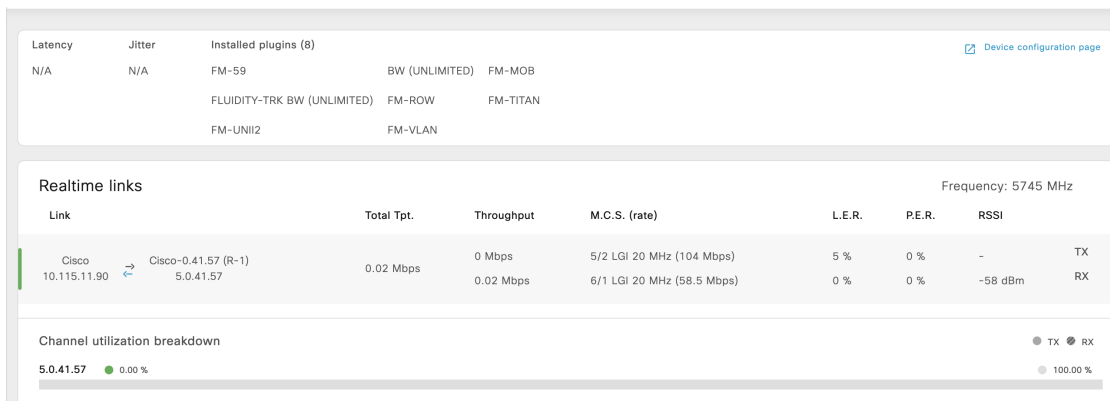 Latency Jitter Installed plugins (8) Device configuration page
N/A N/A FM-59 BW (UNLIMITED) FM-MOB
FLUIDITY-TRK BW (UNLIMITED) FM-ROW FM-TITAN
FM-UNII2 FM-VLAN
Realtime links Frequency: 5745 MHz
Link Total Tpt. Throughput M.C.S. (rate) L.E.R. P.E.R. RSSI
Cisco 10.115.11.90 Cisco-0.41.57 (R-1) 5.0.41.57 0.02 Mbps
0 Mbps 5/2 LGI 20 MHz (104 Mbps) 5 % 0 % - TX
0.02 Mbps 6/1 LGI 20 MHz (58.5 Mbps) 0 % 0 % -58 dBm RX
Channel utilization breakdown TX RX
5.0.41.57 0.00 % 100.00 %